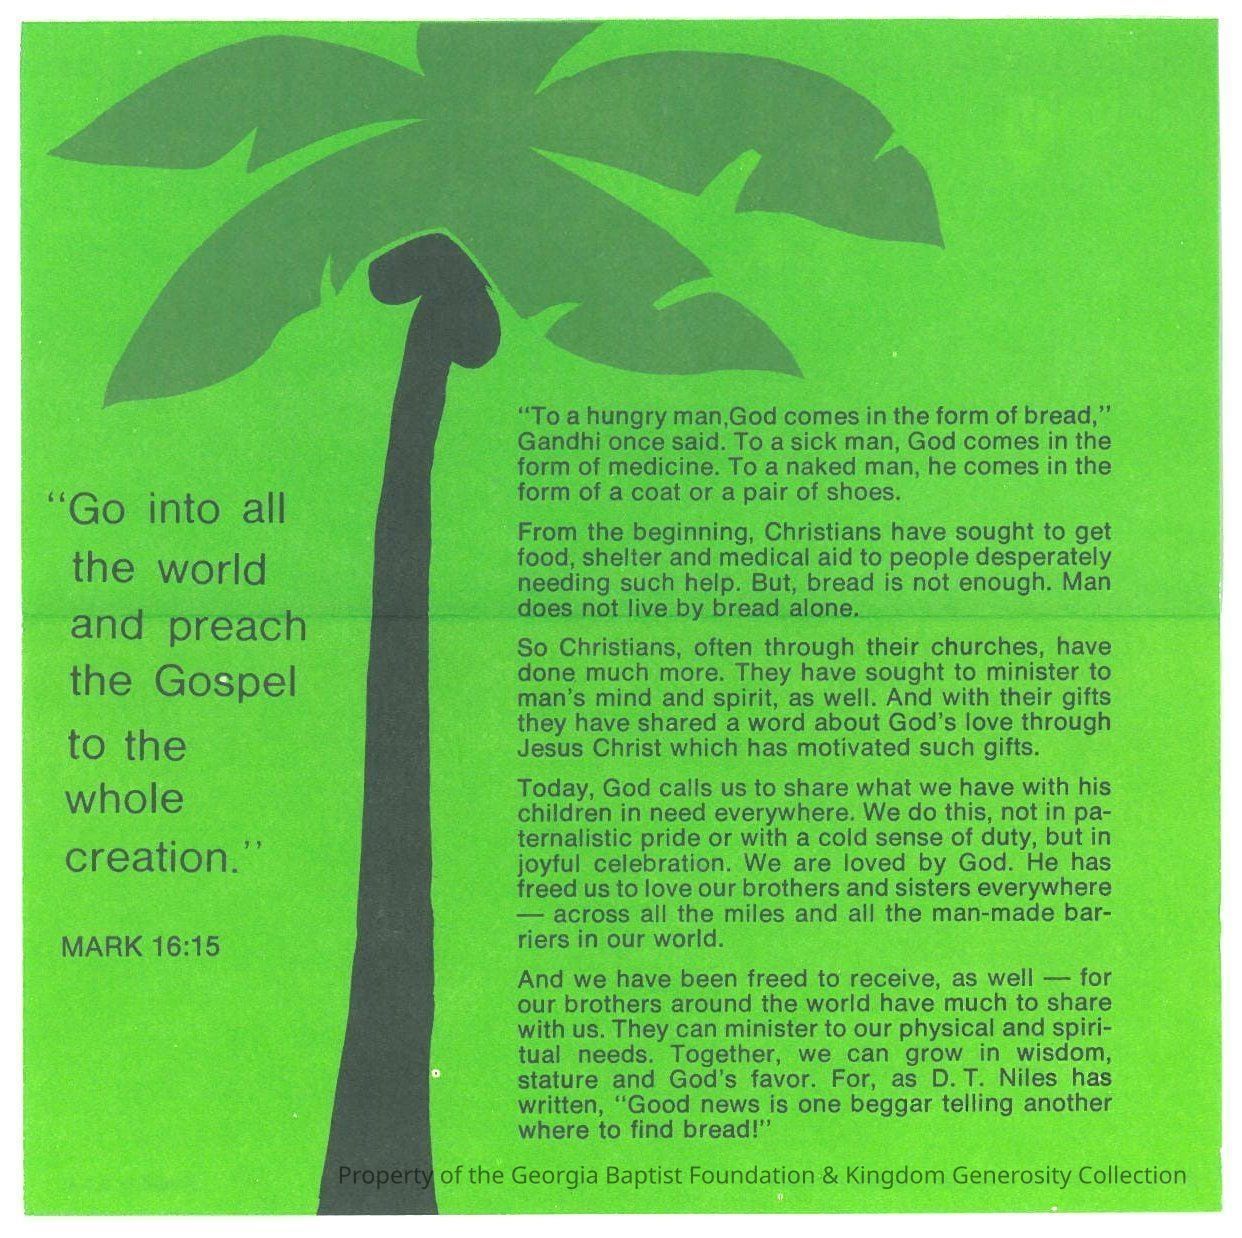 “Go into all
the world
and preach
the Gospel
to the
whole
creation.”
MARK 16:15
“To a hungry man,God comes in the form of bread,”
Gandhi once said. To a sick man, God comes in the
form of medicine. To a naked man, he comes in the
form of a coat or a pair of shoes.
From the beginning, Christians have sought to get
food, shelter and medical aid to people desperately
needing such help. But, bread is not enough. Man
does not live by bread alone.
So Christians, often through their churches, have
done much more. They have sought to minister to
man’s mind and spirit, as well. And with their gifts
they have shared a word about God’s love through
Jesus Christ which has motivated such gifts.
Today, God calls us to share what we have with his
children in need everywhere. We do this, not in pa-
ternalistic pride or with a cold sense of duty, but in
joyful celebration. We are loved by God. He has
freed us to love our brothers and sisters everywhere
— across all the miles and all the man-made bar-
riers in our world.
And we have been freed to receive, as well — for
our brothers around the world have much to share
with us. They can minister to our physical and spiri-
tual needs. Together, we can grow in wisdom,
stature and God’s favor. For, as D. T. Niles has
written, “Good news is one beggar telling another
where to find bread!”
Property of the Georgia Baptist Foundation & Kingdom Generosity Collection